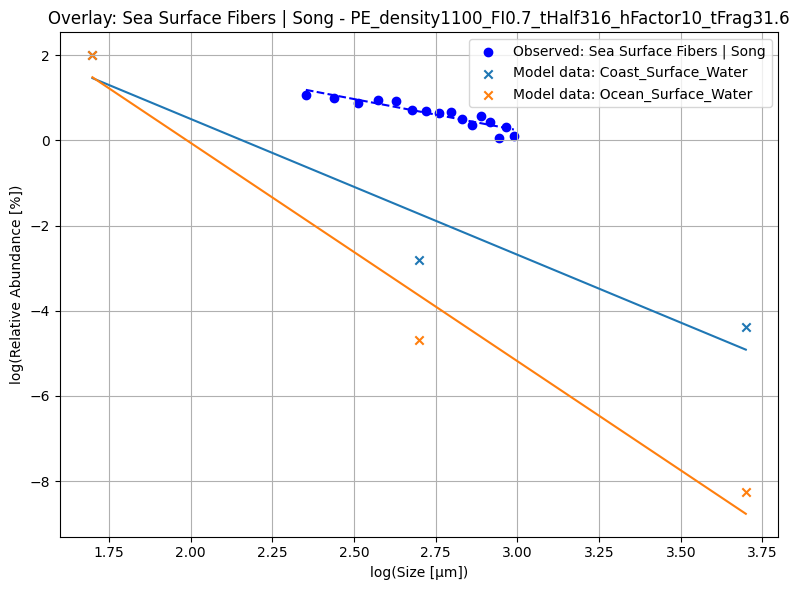 Overlay: Sea Surface Fibers | Song - PE_density1100_FI0.7_tHalf316_hFactor10_tFrag31.6
Observed: Sea Surface Fibers | Song
Model data: Coast_Surface_Water
Model data: Ocean_Surface_Water
log(Relative Abundance [%])
2
0
−2
−4
−6
−8
1.75 2.00 2.25 2.50 2.75 3.00 3.25 3.50 3.75
log(Size [μm])